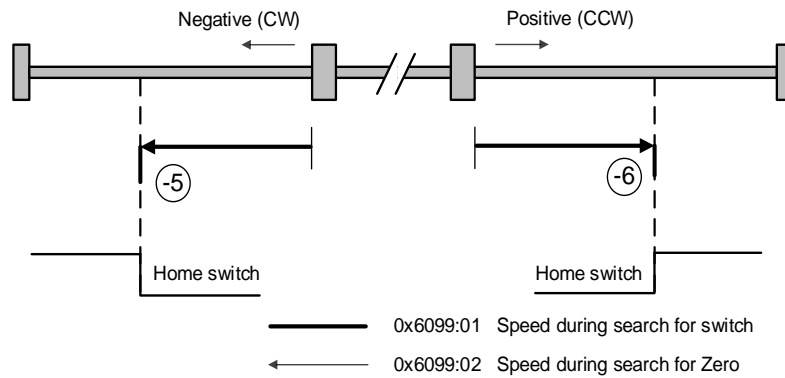 Negative (CW)
Positive (CCW)
-5
-6
Home switch
Home switch
0x6099:01 Speed during search for switch
0x6099:02 Speed during search for Zero